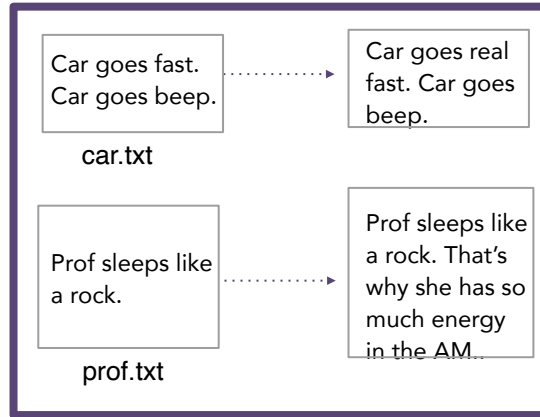 Car goes fast.
Car goes beep.
Car goes real
fast. Car goes
beep.
car.txt
Prof sleeps like
a rock.
Prof sleeps like
a rock. That's
why she has so
much energy
in the AM..
prof.txt